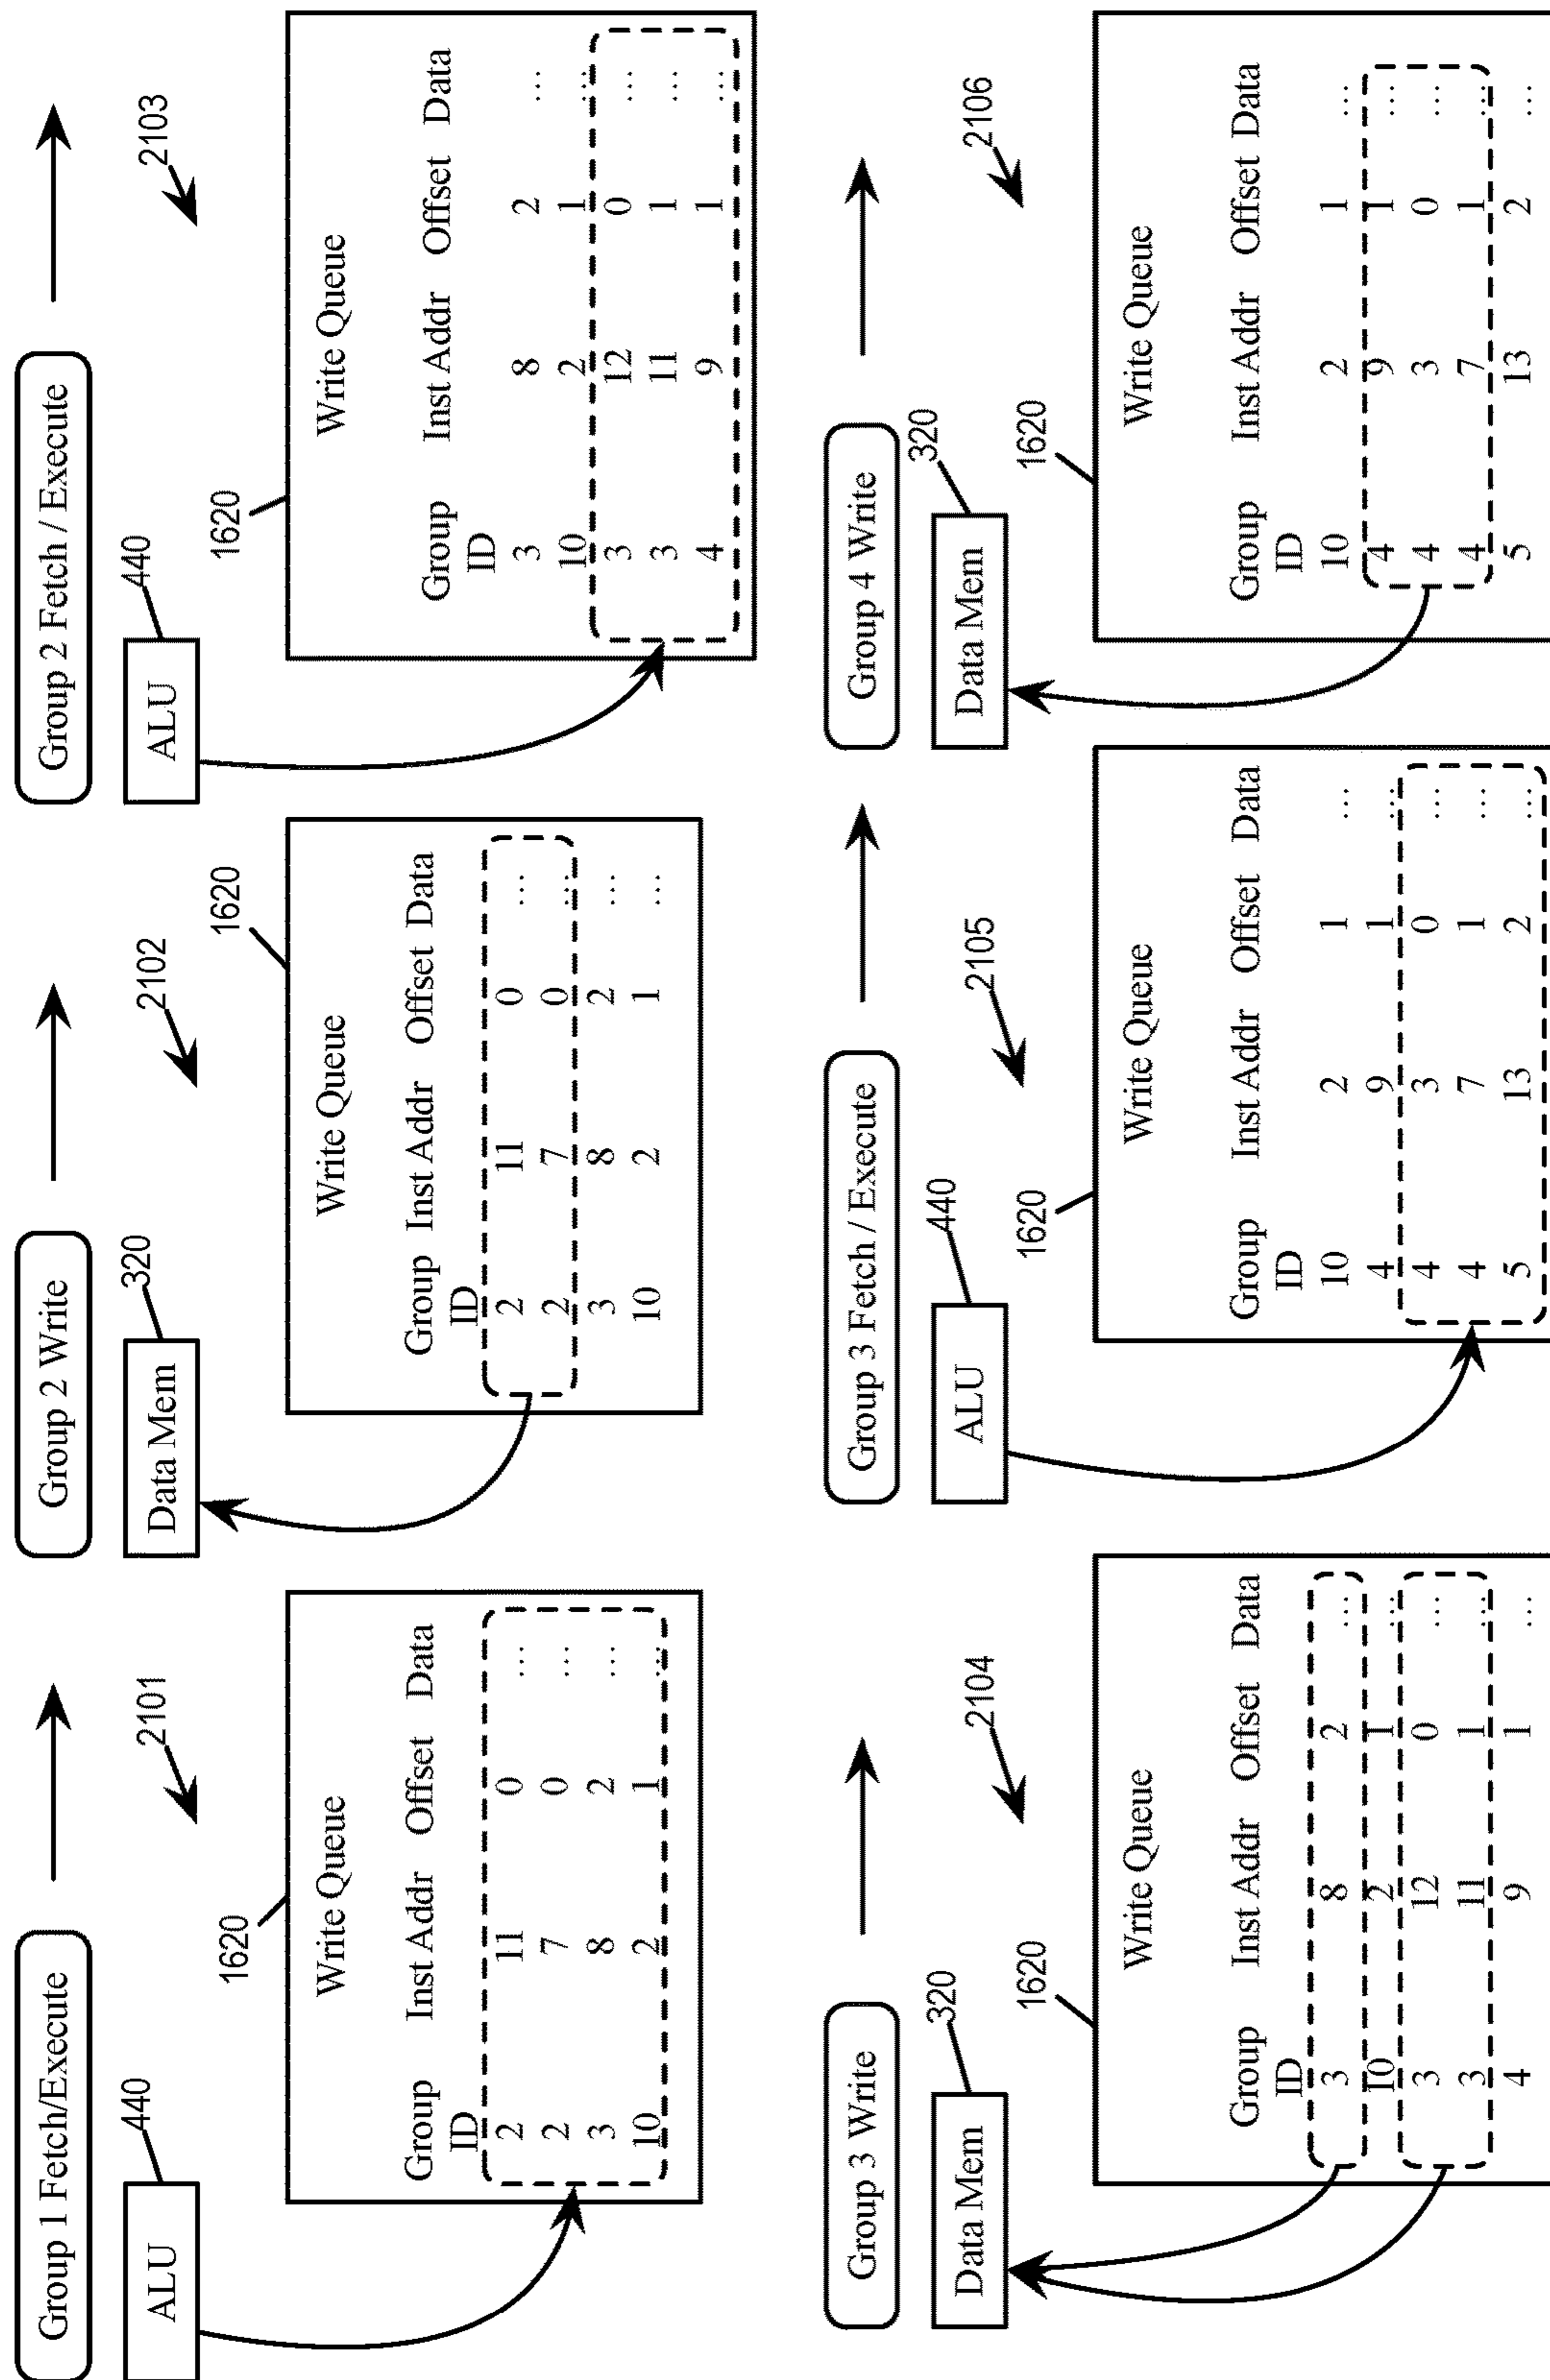 Group 1 Fetch/Execute
ALU
440
2101
1620
Write Queue
Group ID Inst Addr Offset Data
2 11 0 ...
2 7 0 ...
3 8 2 ...
10 2 1 ...
Group 2 Write
Data Mem
320
2102
1620
Write Queue
Group ID Inst Addr Offset Data
2 11 0 ...
2 7 0 ...
3 8 2 ...
10 2 1 ...
Group 2 Fetch / Execute
ALU
440
2103
1620
Write Queue
Group ID Inst Addr Offset Data
3 8 2 ...
10 2 1 ...
3 12 0 ...
3 11 1 ...
4 9 1 ...
Group 3 Write
Data Mem
320
2104
1620
Write Queue
Group ID Inst Addr Offset Data
3 8 2 ...
10 2 1 ...
3 12 0 ...
3 11 1 ...
4 9 1 ...
Group 3 Fetch / Execute
ALU
440
2105
1620
Write Queue
Group ID Inst Addr Offset Data
10 2 1 ...
4 9 1 ...
4 3 0 ...
4 7 1 ...
5 13 2 ...
Group 4 Write
Data Mem
320
2106
1620
Write Queue
Group ID Inst Addr Offset Data
10 2 1 ...
4 9 1 ...
4 3 0 ...
4 7 1 ...
5 13 2 ...